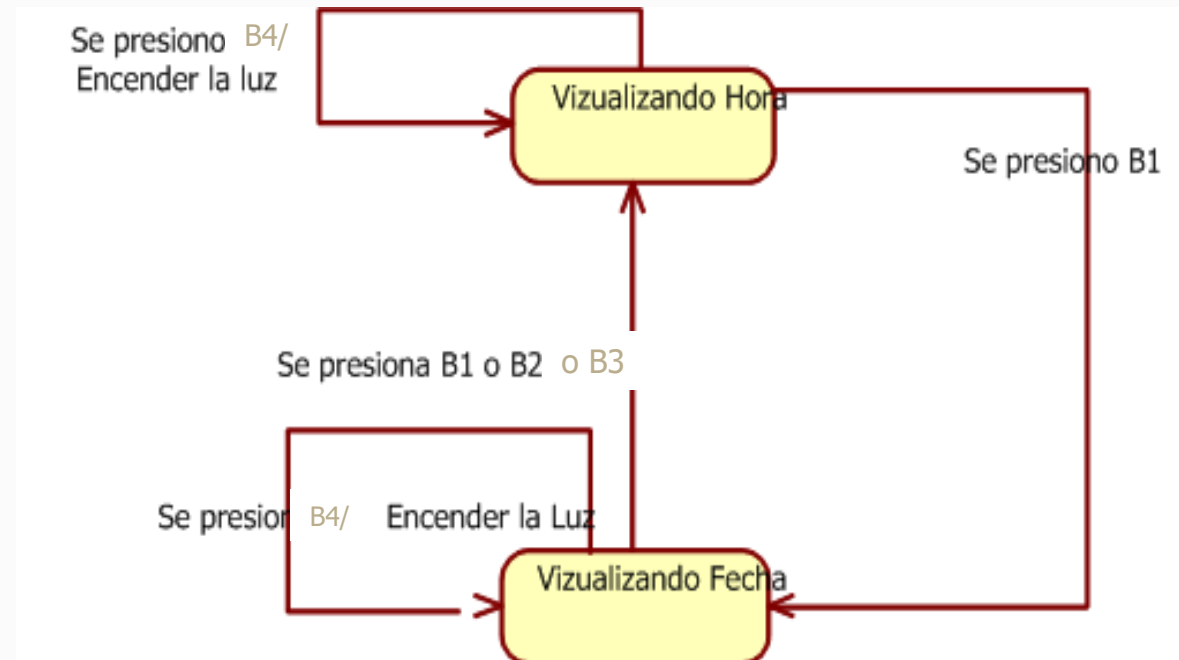 Se presiono B4/
Encender la luz
Vizualizando Hora
Se presiono B1
Se presiona B1 o B2 o B3
Se presion B4/ Encender la Luz
Vizualizando Fecha